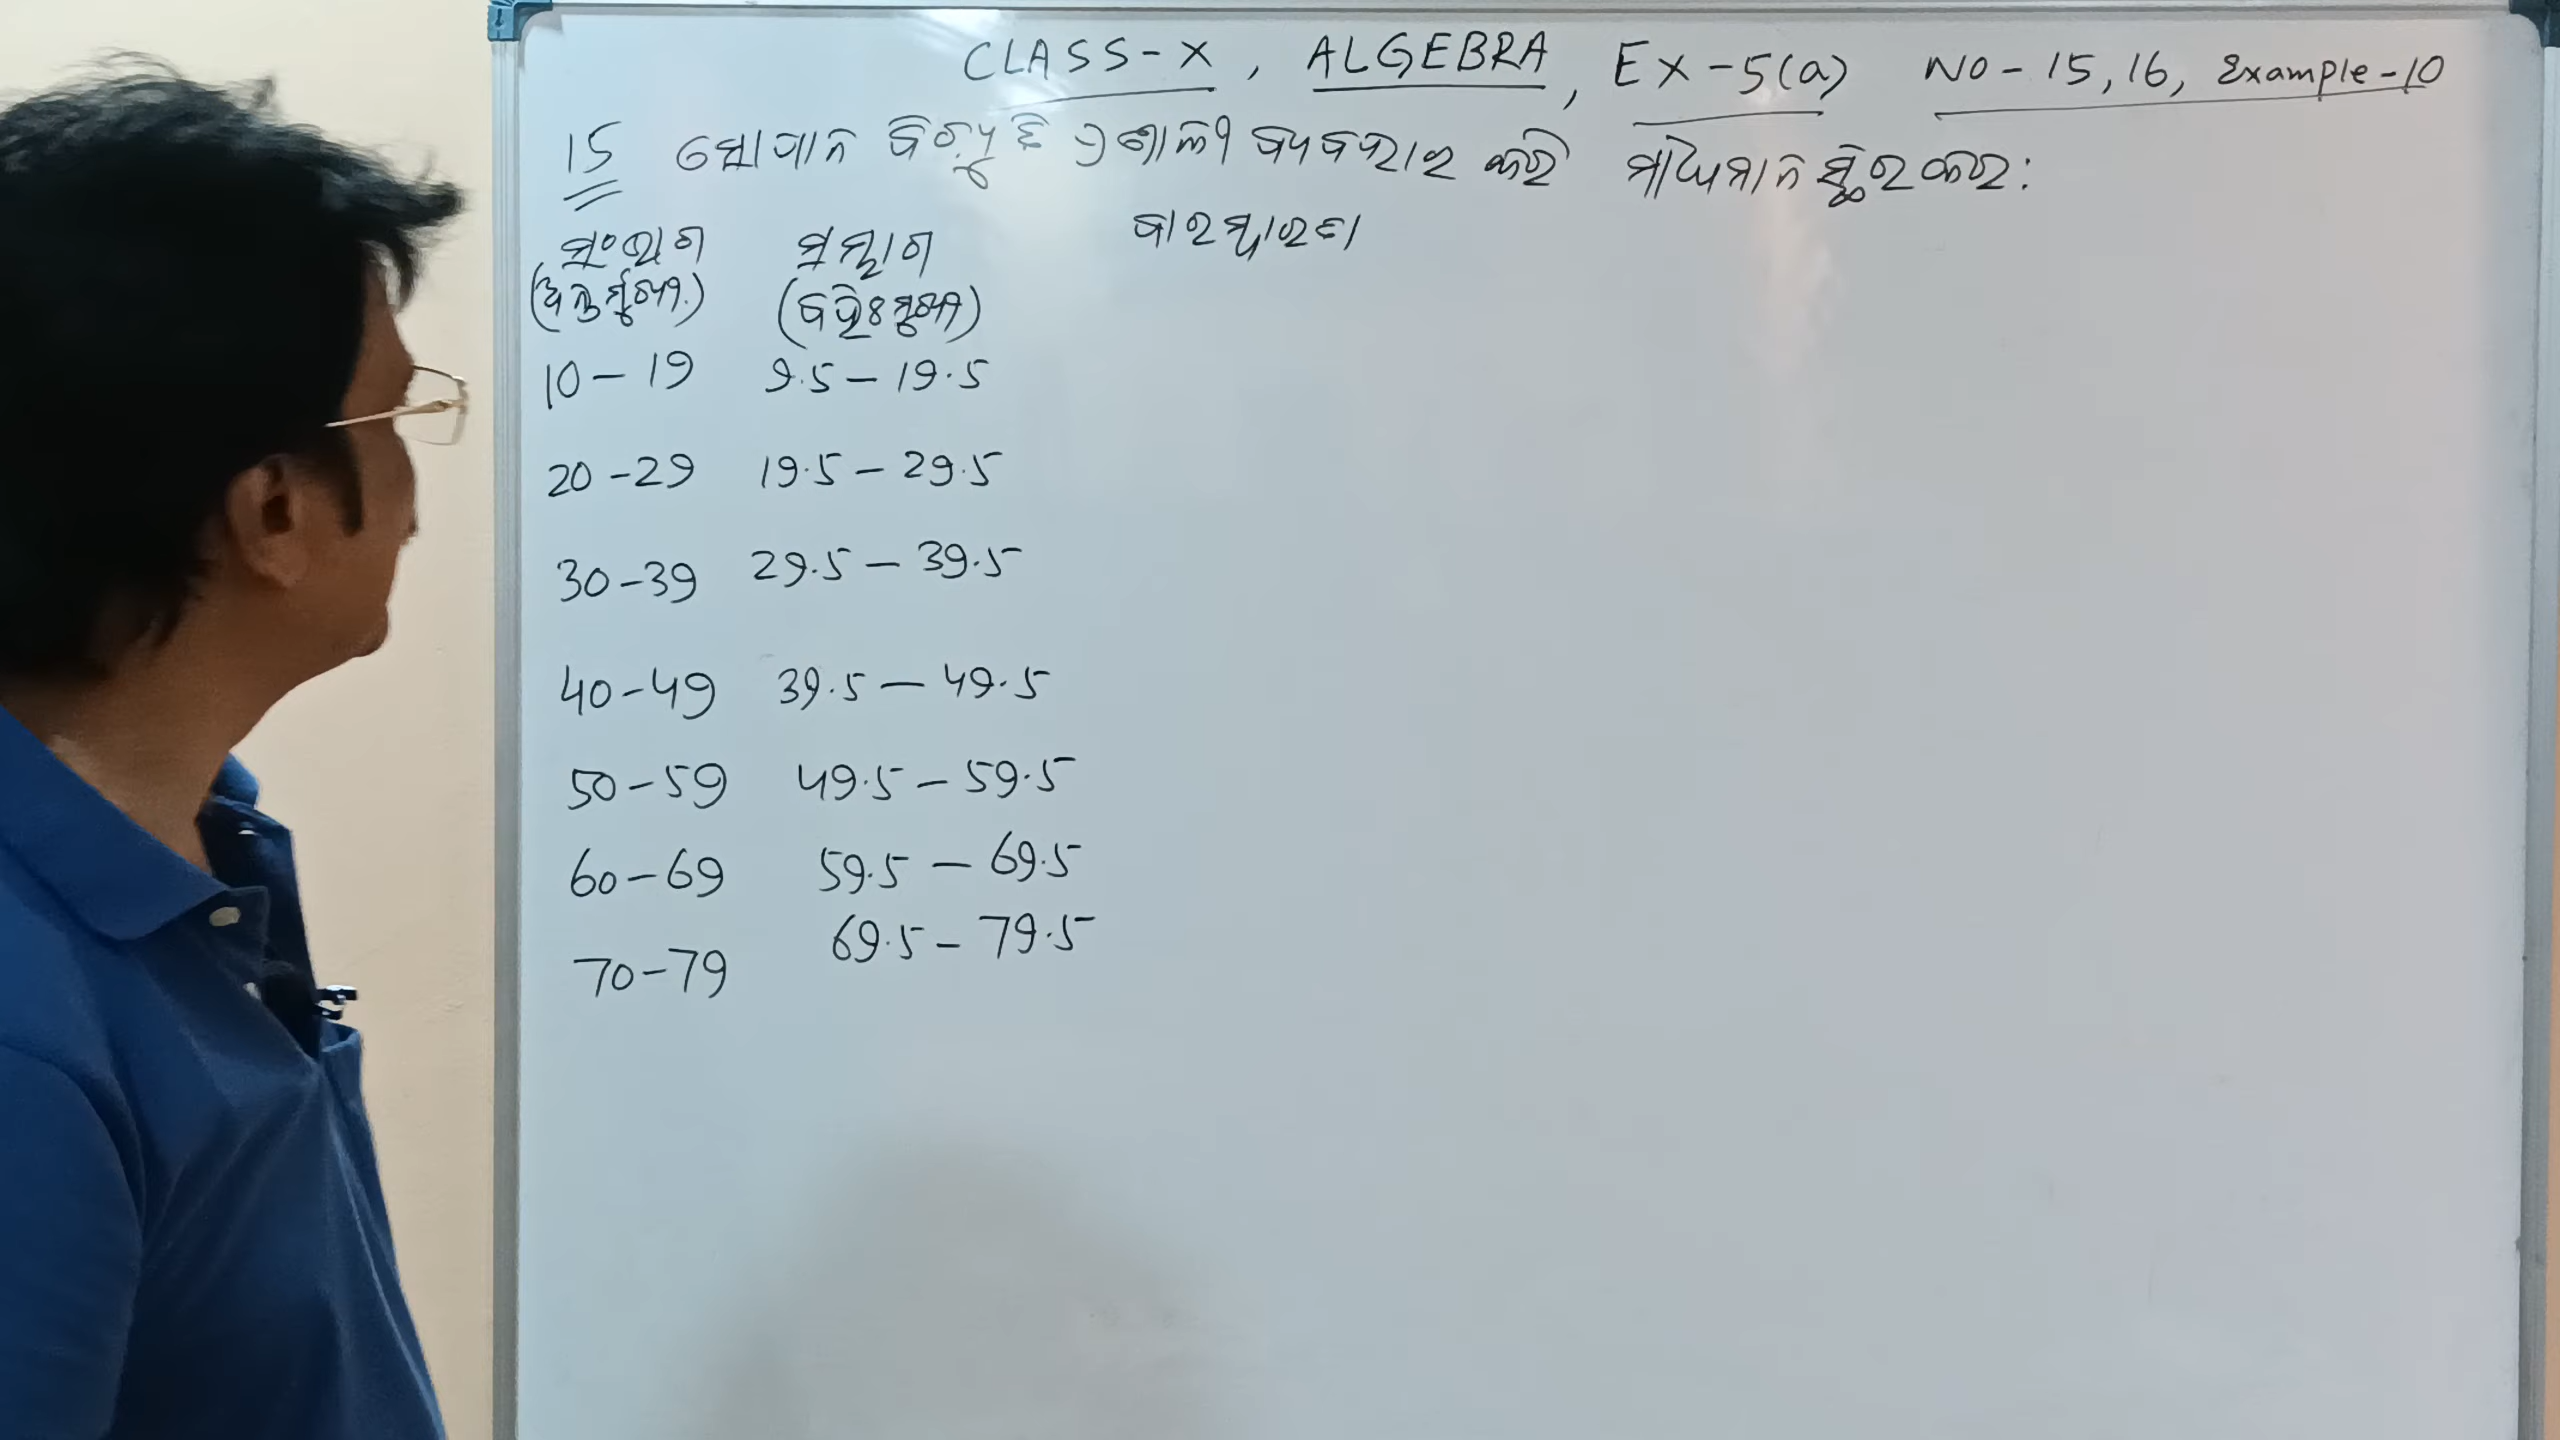 CLASS-X, ALGEBRA, Ex-5(a) NO-15,16, Example-10
15 ସୋପାନ ବିଚ୍ୟୁତି ପ୍ରଣାଳୀ ବ୍ୟବହାର କରି ମାଧ୍ୟମାନ ସ୍ଥିର କର:
ସଂଭାଗ ସଂଭାଗ ବାରମ୍ବାରତା
(ଅନ୍ତର୍ଭୁକ୍ତ) (ବହିଃଭୁକ୍ତ)
10-19 9.5-19.5
20-29 19.5-29.5
30-39 29.5-39.5
40-49 39.5-49.5
50-59 49.5-59.5
60-69 59.5-69.5
70-79 69.5-79.5